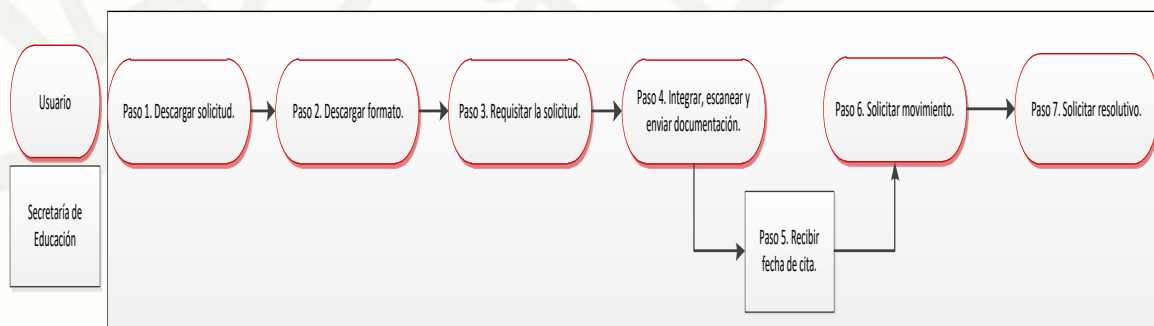 Usuario
Paso 1. Descargar solicitud.
Paso 2. Descargar formato.
Paso 3. Requisitar la solicitud.
Paso 4. Integrar, escanear y
enviar documentación.
Paso 6. Solicitar movimiento.
Paso 7. Solicitar resolutivo.
Secretaría de
Educación
Paso 5. Recibir
fecha de cita.